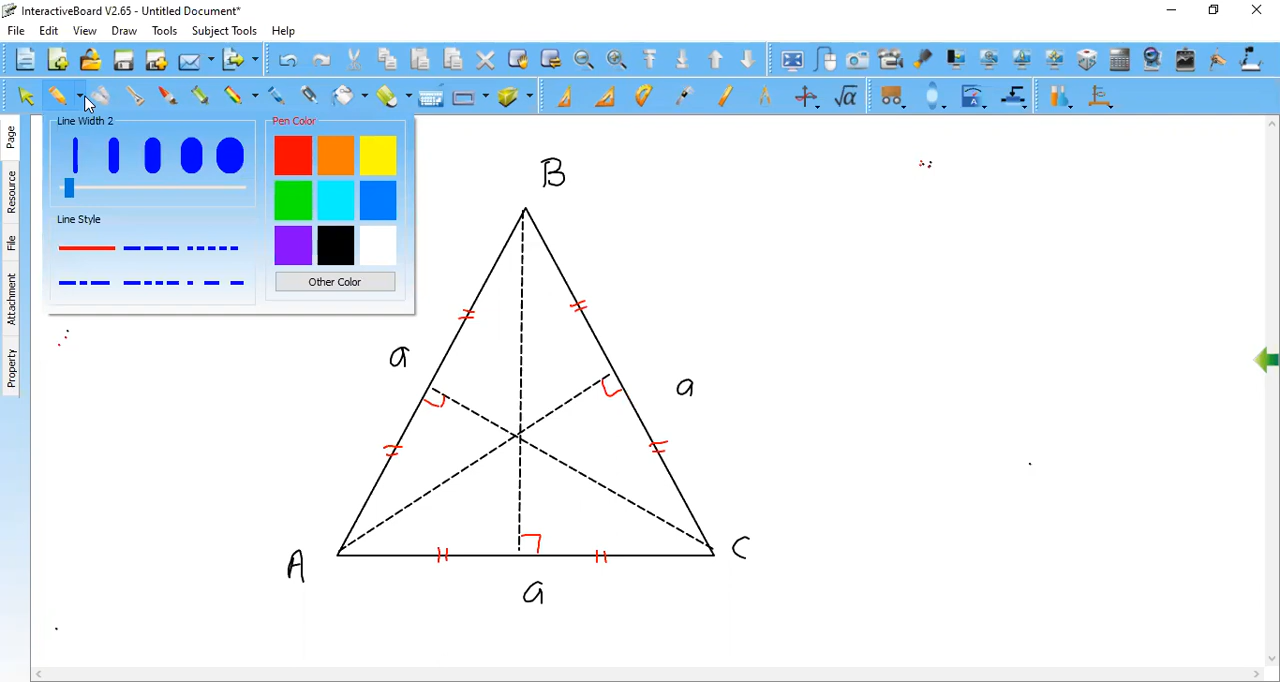 InteractiveBoard V2.65 - Untitled Document*
File Edit View Draw Tools Subject Tools Help
Line Width 2
Pen Color
Line Style
Other Color
Page
Resource
File
Attachment
Property
B
a
a
A
C
a